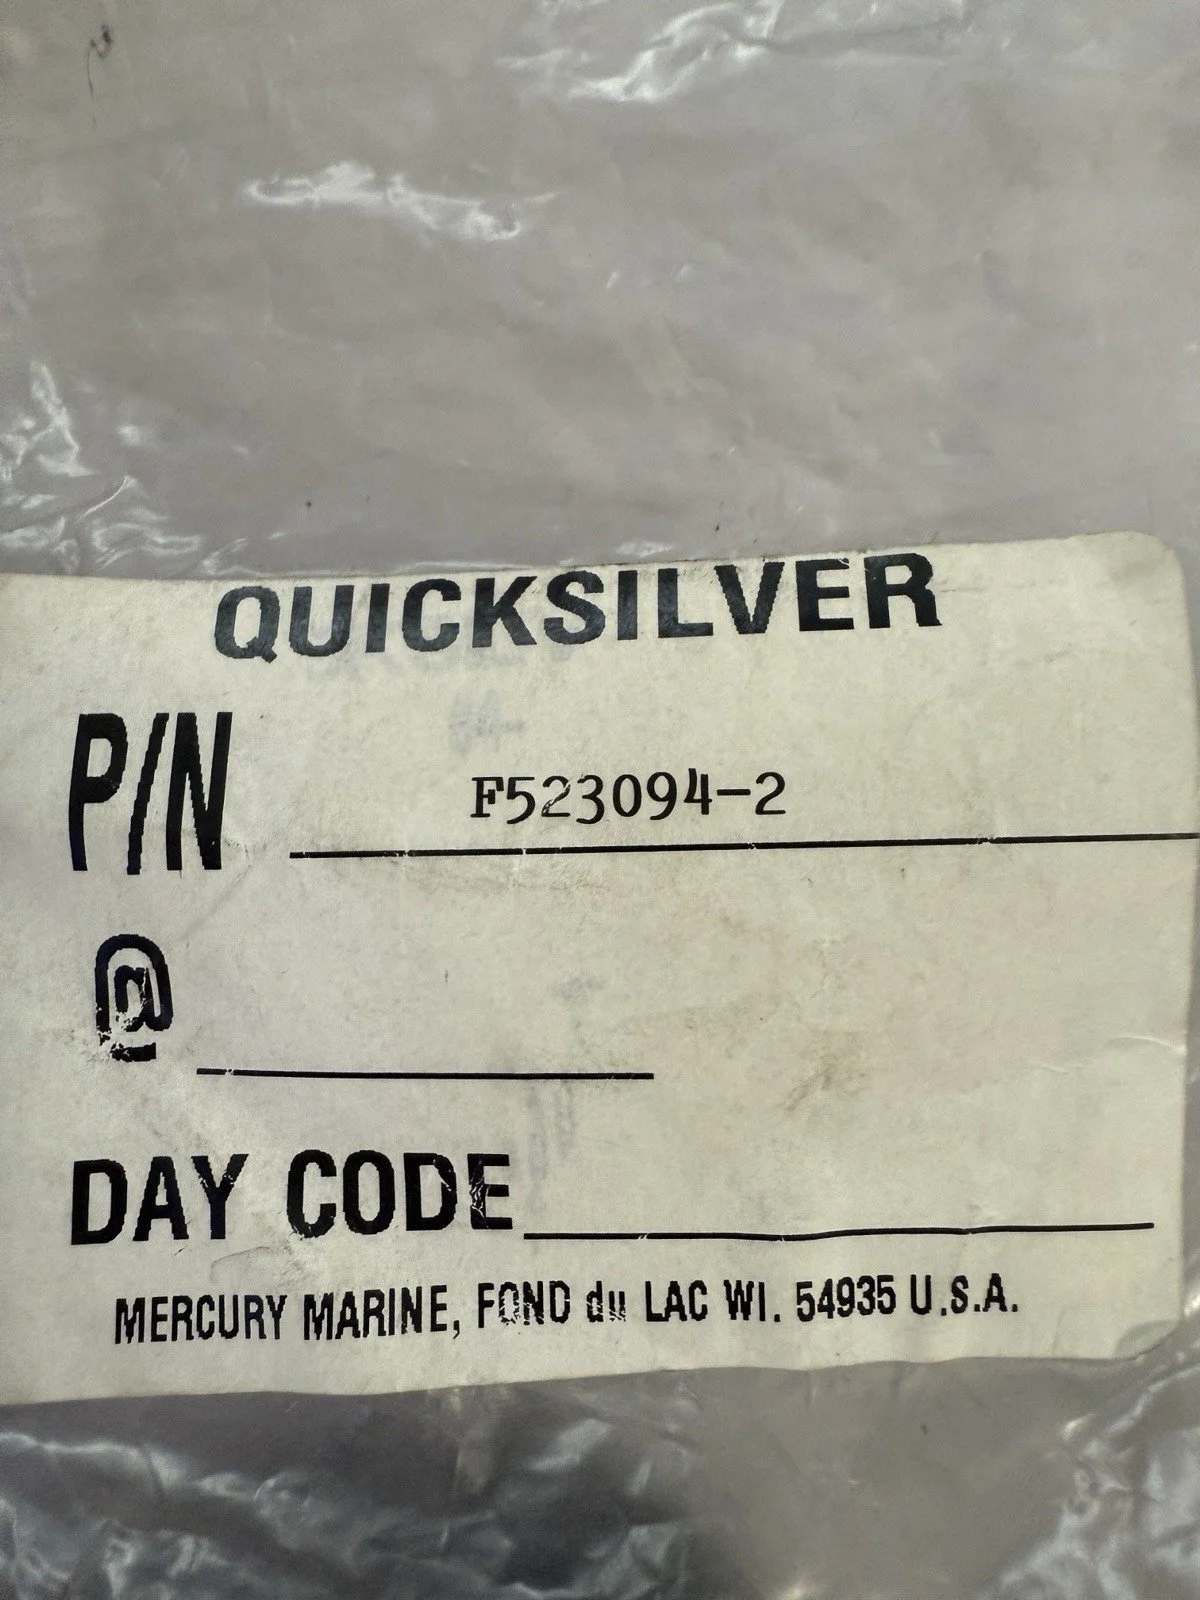 QUICKSILVER
P/N F523094-2
@
DAY CODE
MERCURY MARINE, FOND du LAC WI. 54935 U.S.A.